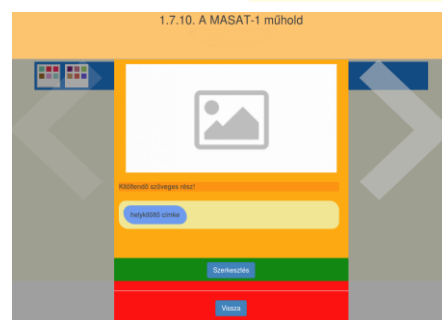 1.7.10. A MASAT-1 műhold
Kitöltendő szöveges rész!
helykitöltő címke
Szerkesztés
Vissza